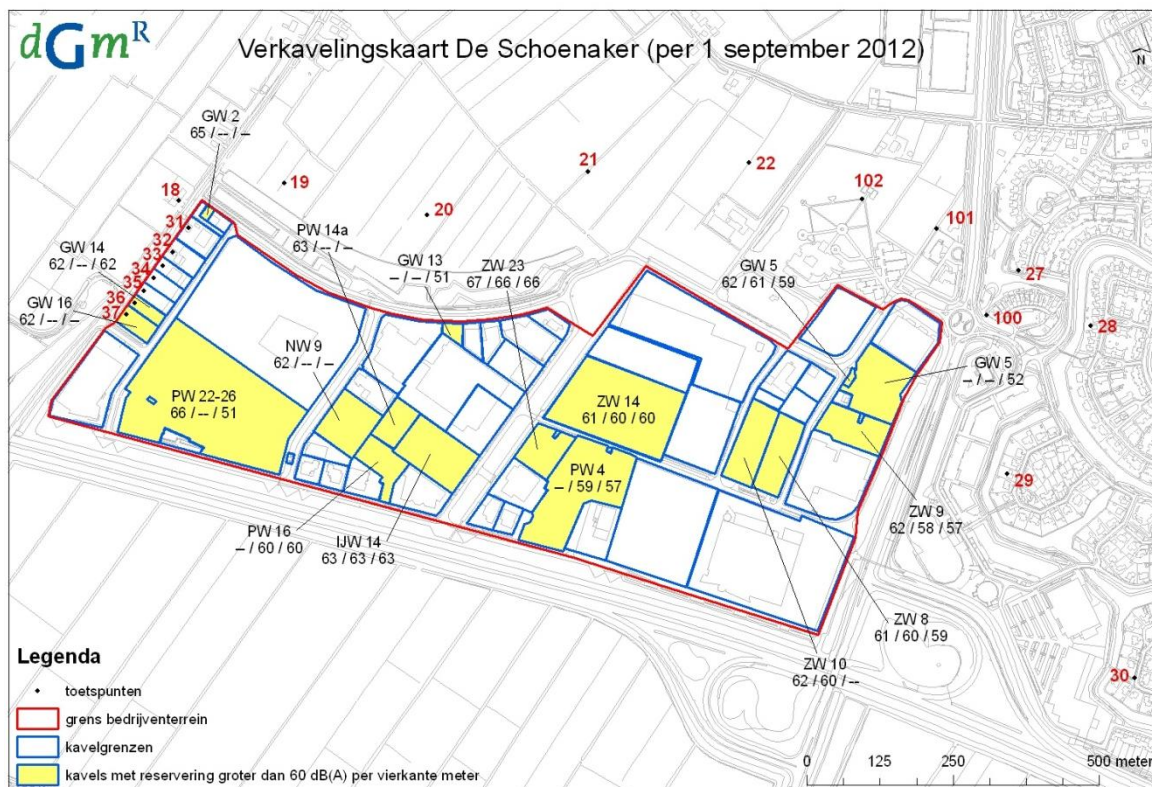 dGmR
Verkavelingskaart De Schoenaker (per 1 september 2012)
N
GW 2
65 / -- / --
18
19
20
21
22
102
101
27
100
28
29
30
31
32
33
34
35
36
37
GW 14
62 / -- / 62
GW 16
62 / -- / --
PW 14a
63 / -- / --
GW 13
-- / -- / 51
ZW 23
67 / 66 / 66
GW 5
62 / 61 / 59
GW 5
-- / -- / 52
NW 9
62 / -- / --
PW 22-26
66 / -- / 51
ZW 14
61 / 60 / 60
PW 4
-- / 59 / 57
PW 16
-- / 60 / 60
IJW 14
63 / 63 / 63
ZW 9
62 / 58 / 57
ZW 8
61 / 60 / 59
ZW 10
62 / 60 / --
Legenda
toetspunten
grens bedrijventerrein
kavelgrenzen
kavels met reservering groter dan 60 dB(A) per vierkante meter
0 125 250 500 meter